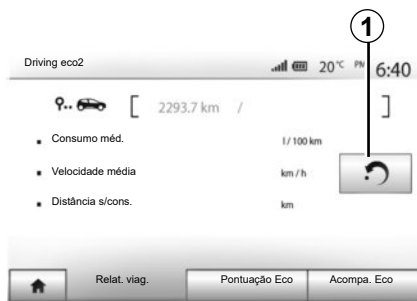 1
Driving eco2 20°C PM 6:40
[ 2293.7 km / ]
Consumo méd. l/100 km
Velocidade média km/h
Distância s/cons. km
Relat. viag. Pontuação Eco Acompa. Eco